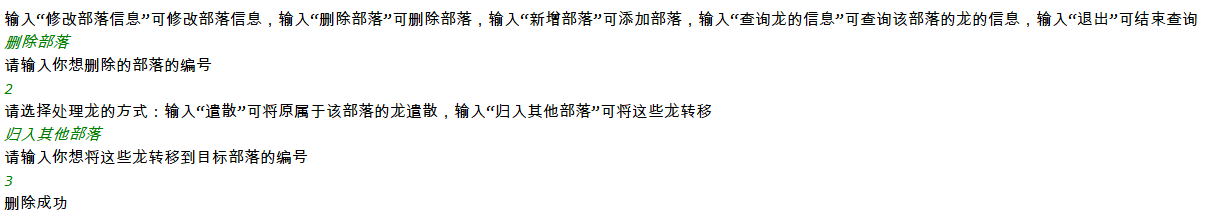 输入“修改部落信息”可修改部落信息，输入“删除部落”可删除部落，输入“新增部落”可添加部落，输入“查询龙的信息”可查询该部落的龙的信息，输入“退出”可结束查询
删除部落
请输入你想删除的部落的编号
2
请选择处理龙的方式：输入“遣散”可将原属于该部落的龙遣散，输入“归入其他部落”可将这些龙转移
归入其他部落
请输入你想将这些龙转移到目标部落的编号
3
删除成功